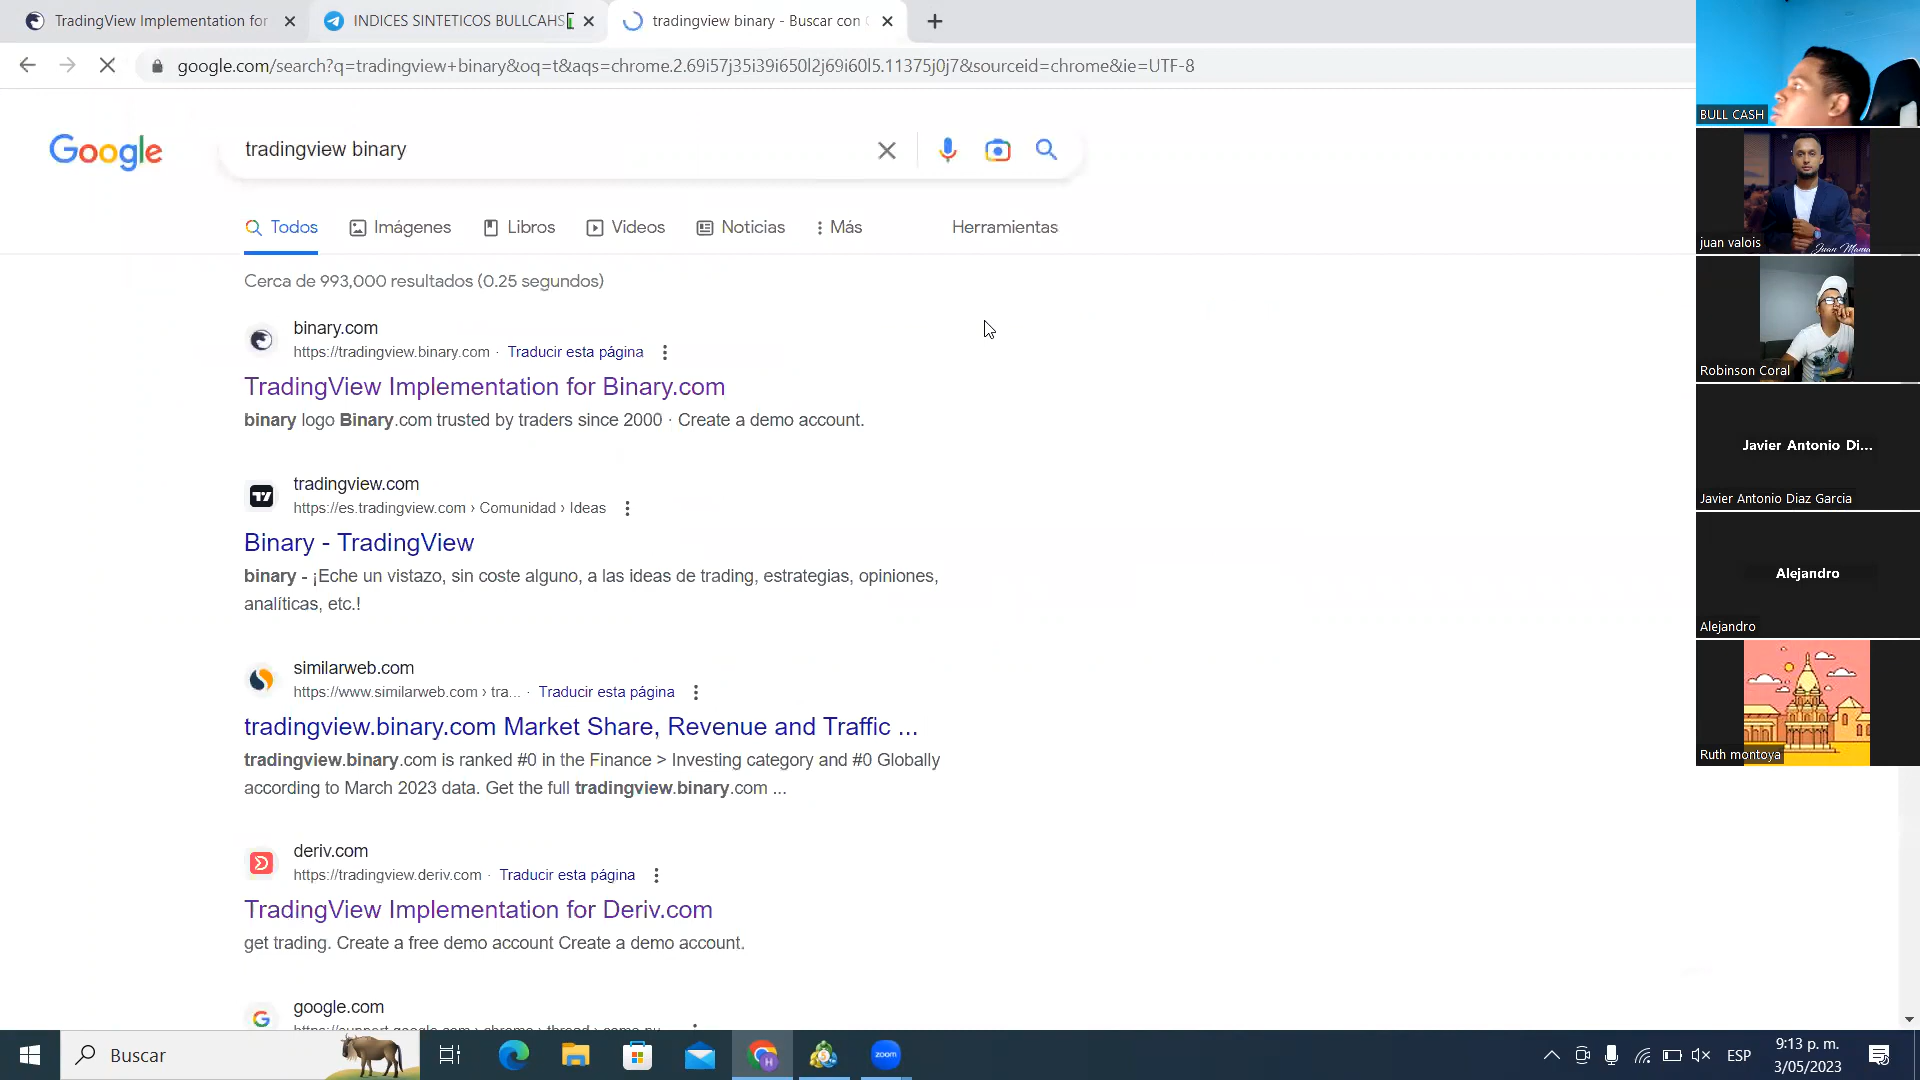 TradingView Implementation for
INDICES SINTETICOS BULLCAHS
tradingview binary - Buscar con
google.com/search?q=tradingview+binary&oq=t&aqs=chrome.2.69i57j35i39i650l2j69i60l5.11375j0j7&sourceid=chrome&ie=UTF-8
Google
tradingview binary
Todos
Imágenes
Libros
Videos
Noticias
Más
Herramientas
Cerca de 993,000 resultados (0.25 segundos)
binary.com
https://tradingview.binary.com · Traducir esta página
TradingView Implementation for Binary.com
binary logo Binary.com trusted by traders since 2000 · Create a demo account.
tradingview.com
https://es.tradingview.com › Comunidad › Ideas
Binary - TradingView
binary - ¡Eche un vistazo, sin coste alguno, a las ideas de trading, estrategias, opiniones,
analíticas, etc.!
similarweb.com
https://www.similarweb.com › tra... · Traducir esta página
tradingview.binary.com Market Share, Revenue and Traffic ...
tradingview.binary.com is ranked #0 in the Finance > Investing category and #0 Globally
according to March 2023 data. Get the full tradingview.binary.com ...
deriv.com
https://tradingview.deriv.com · Traducir esta página
TradingView Implementation for Deriv.com
get trading. Create a free demo account Create a demo account.
google.com
BULL CASH
juan valois
Juan Manu
Robinson Coral
Javier Antonio Di...
Javier Antonio Diaz Garcia
Alejandro
Alejandro
Ruth montoya
Buscar
zoom
ESP
9:13 p. m.
3/05/2023